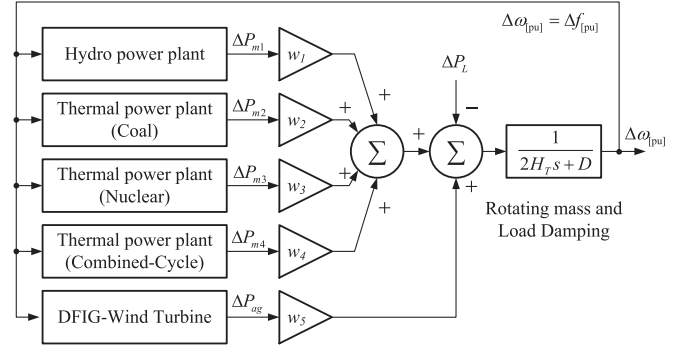 Δω[pu] = Δf[pu]
Hydro power plant
ΔPm1
w1
+
Thermal power plant
(Coal)
ΔPm2
w2
+
ΔPL
−
∑
+
∑
1
2HT s + D
Δω[pu]
Thermal power plant
(Nuclear)
ΔPm3
w3
+
+
Rotating mass and
Load Damping
Thermal power plant
(Combined-Cycle)
ΔPm4
w4
+
DFIG-Wind Turbine
ΔPag
w5